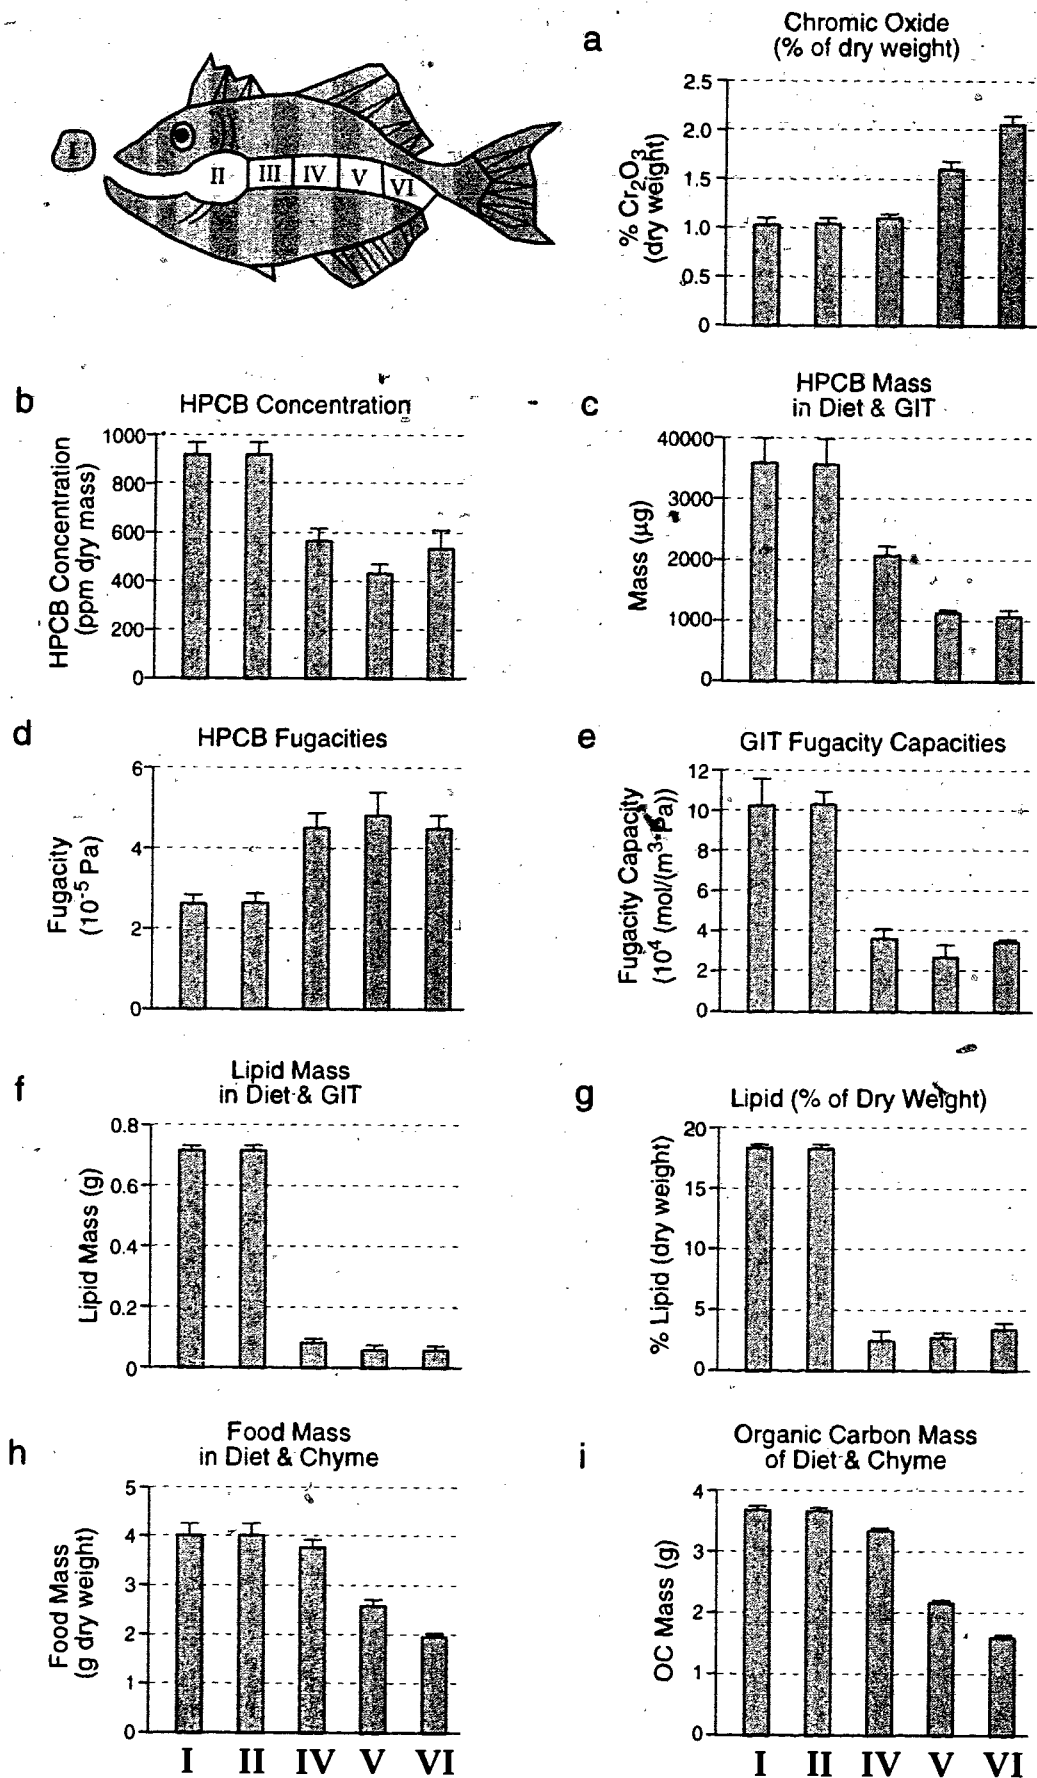 a
Chromic Oxide
(% of dry weight)
% Cr₂O₃
(dry weight)
2.5
2.0
1.5
1.0
0.5
0
I
II
III
IV
V
VI
b
HPCB Concentration
HPCB Concentration
(ppm dry mass)
1000
800
600
400
200
0
c
HPCB Mass
in Diet & GIT
Mass (μg)
40000
3000
2000
1000
0
d
HPCB Fugacities
Fugacity
(10⁻⁵ Pa)
6
4
2
0
e
GIT Fugacity Capacities
Fugacity Capacity
(10⁴ (mol/(m³•Pa))
12
10
8
6
4
2
0
f
Lipid Mass
in Diet & GIT
Lipid Mass (g)
0.8
0.6
0.4
0.2
0
g
Lipid (% of Dry Weight)
% Lipid (dry weight)
20
15
10
5
0
h
Food Mass
in Diet & Chyme
Food Mass
(g dry weight)
5
4
3
2
1
0
I II IV V VI
i
Organic Carbon Mass
of Diet & Chyme
OC Mass (g)
4
3
2
1
0
I II IV V VI